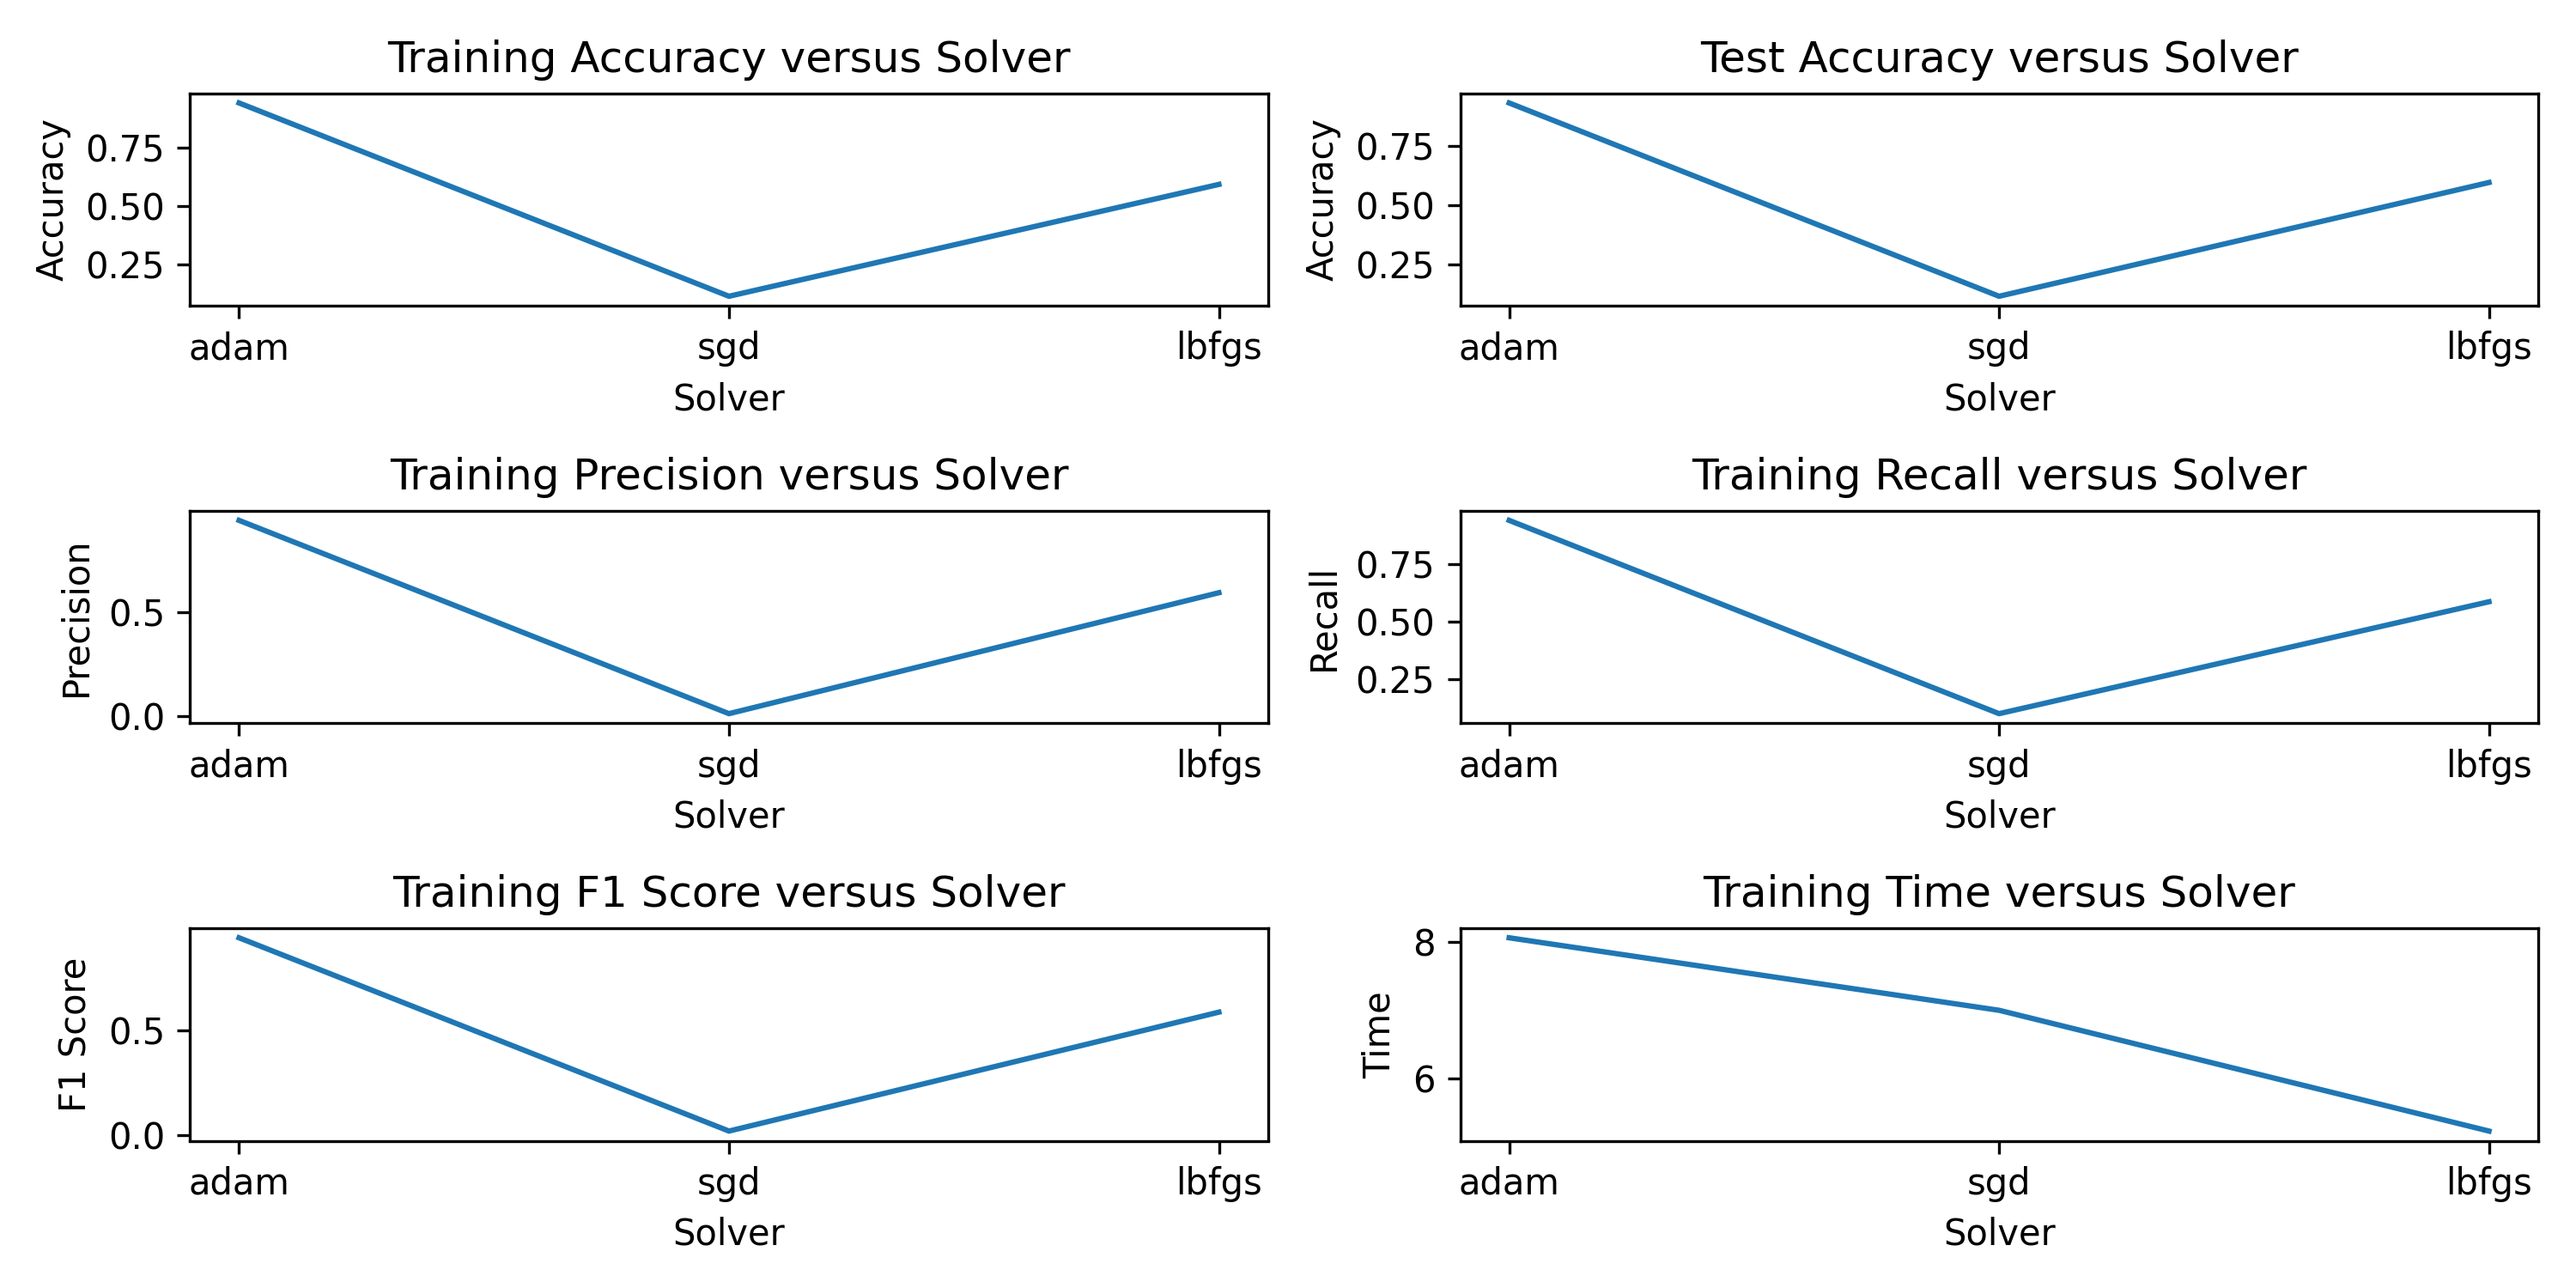 Training Accuracy versus Solver
Accuracy
0.75
0.50
0.25
adam sgd lbfgs
Solver
Test Accuracy versus Solver
Accuracy
0.75
0.50
0.25
adam sgd lbfgs
Solver
Training Precision versus Solver
Precision
0.5
0.0
adam sgd lbfgs
Solver
Training Recall versus Solver
Recall
0.75
0.50
0.25
adam sgd lbfgs
Solver
Training F1 Score versus Solver
F1 Score
0.5
0.0
adam sgd lbfgs
Solver
Training Time versus Solver
Time
8
6
adam sgd lbfgs
Solver